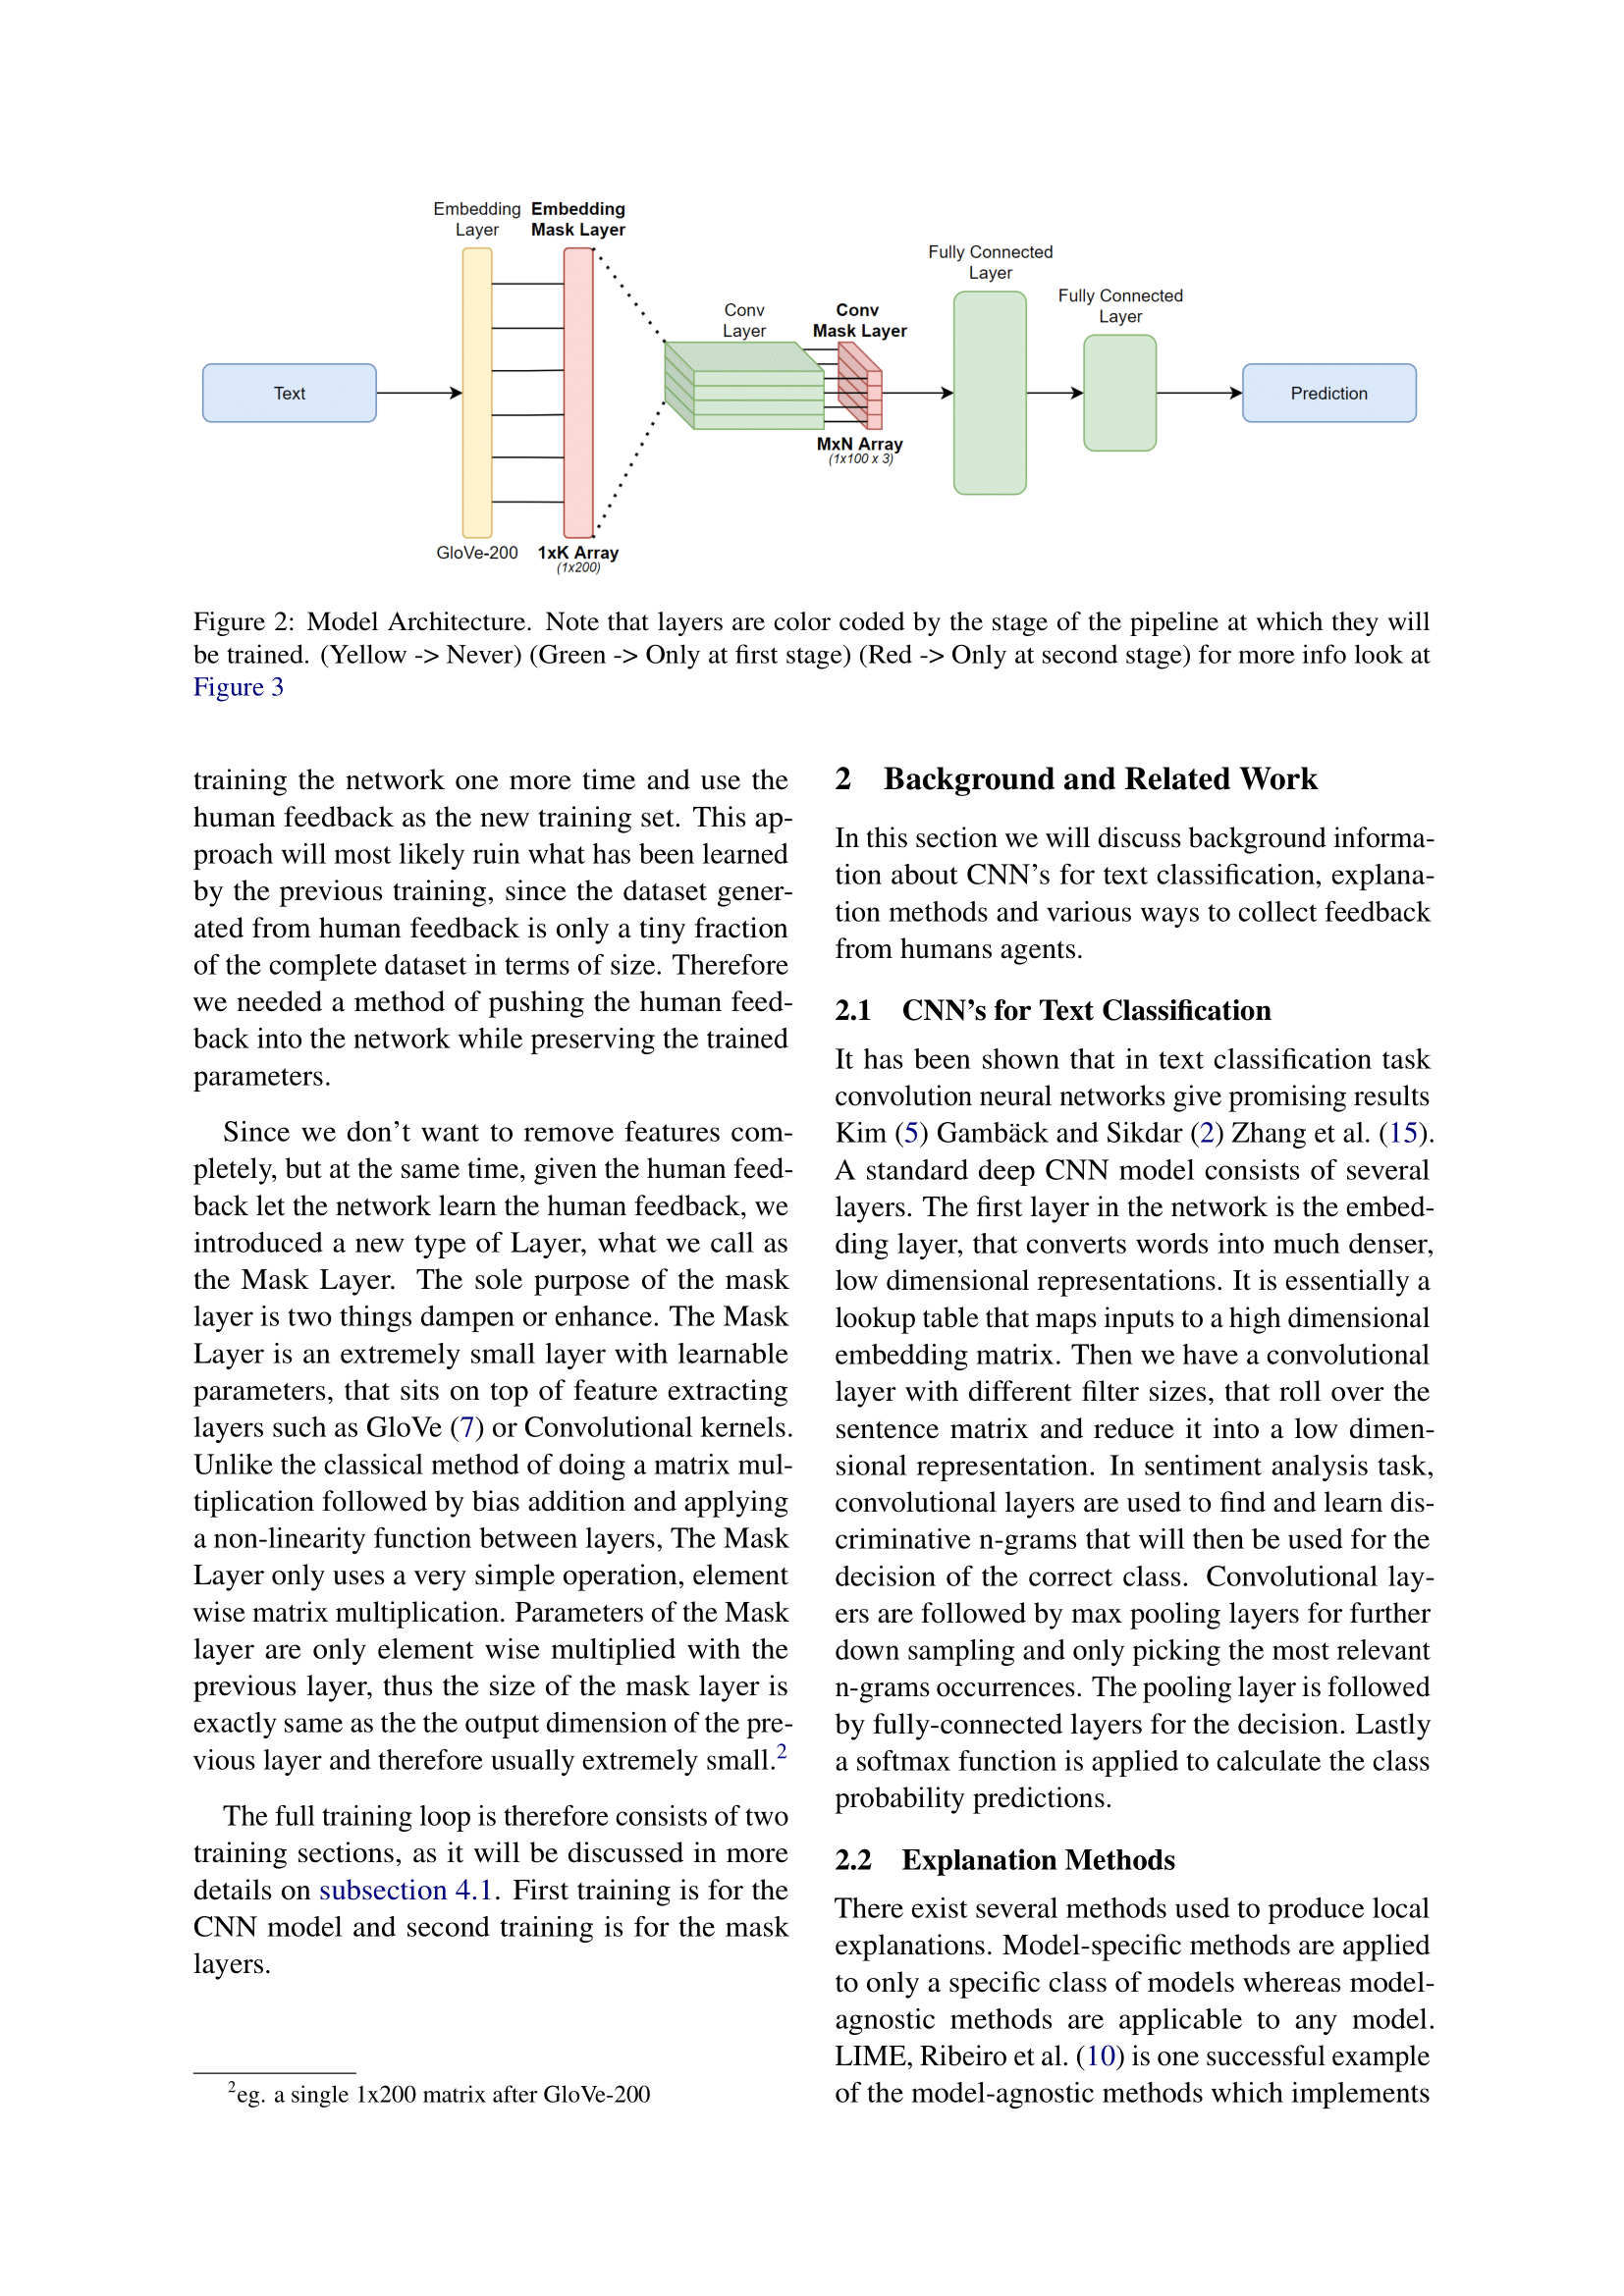 Embedding Layer
Embedding Mask Layer
Fully Connected Layer
Fully Connected Layer
Conv Layer
Conv Mask Layer
Text
Prediction
MxN Array
(1x100 x 3)
GloVe-200
1xK Array
(1x200)
Figure 2: Model Architecture. Note that layers are color coded by the stage of the pipeline at which they will
be trained. (Yellow -> Never) (Green -> Only at first stage) (Red -> Only at second stage) for more info look at
Figure 3
training the network one more time and use the
human feedback as the new training set. This ap-
proach will most likely ruin what has been learned
by the previous training, since the dataset gener-
ated from human feedback is only a tiny fraction
of the complete dataset in terms of size. Therefore
we needed a method of pushing the human feed-
back into the network while preserving the trained
parameters.
Since we don't want to remove features com-
pletely, but at the same time, given the human feed-
back let the network learn the human feedback, we
introduced a new type of Layer, what we call as
the Mask Layer. The sole purpose of the mask
layer is two things dampen or enhance. The Mask
Layer is an extremely small layer with learnable
parameters, that sits on top of feature extracting
layers such as GloVe (7) or Convolutional kernels.
Unlike the classical method of doing a matrix mul-
tiplication followed by bias addition and applying
a non-linearity function between layers, The Mask
Layer only uses a very simple operation, element
wise matrix multiplication. Parameters of the Mask
layer are only element wise multiplied with the
previous layer, thus the size of the mask layer is
exactly same as the the output dimension of the pre-
vious layer and therefore usually extremely small.2
The full training loop is therefore consists of two
training sections, as it will be discussed in more
details on subsection 4.1. First training is for the
CNN model and second training is for the mask
layers.
2eg. a single 1x200 matrix after GloVe-200
2 Background and Related Work
In this section we will discuss background informa-
tion about CNN's for text classification, explana-
tion methods and various ways to collect feedback
from humans agents.
2.1 CNN's for Text Classification
It has been shown that in text classification task
convolution neural networks give promising results
Kim (5) Gambäck and Sikdar (2) Zhang et al. (15).
A standard deep CNN model consists of several
layers. The first layer in the network is the embed-
ding layer, that converts words into much denser,
low dimensional representations. It is essentially a
lookup table that maps inputs to a high dimensional
embedding matrix. Then we have a convolutional
layer with different filter sizes, that roll over the
sentence matrix and reduce it into a low dimen-
sional representation. In sentiment analysis task,
convolutional layers are used to find and learn dis-
criminative n-grams that will then be used for the
decision of the correct class. Convolutional lay-
ers are followed by max pooling layers for further
down sampling and only picking the most relevant
n-grams occurrences. The pooling layer is followed
by fully-connected layers for the decision. Lastly
a softmax function is applied to calculate the class
probability predictions.
2.2 Explanation Methods
There exist several methods used to produce local
explanations. Model-specific methods are applied
to only a specific class of models whereas model-
agnostic methods are applicable to any model.
LIME, Ribeiro et al. (10) is one successful example
of the model-agnostic methods which implements